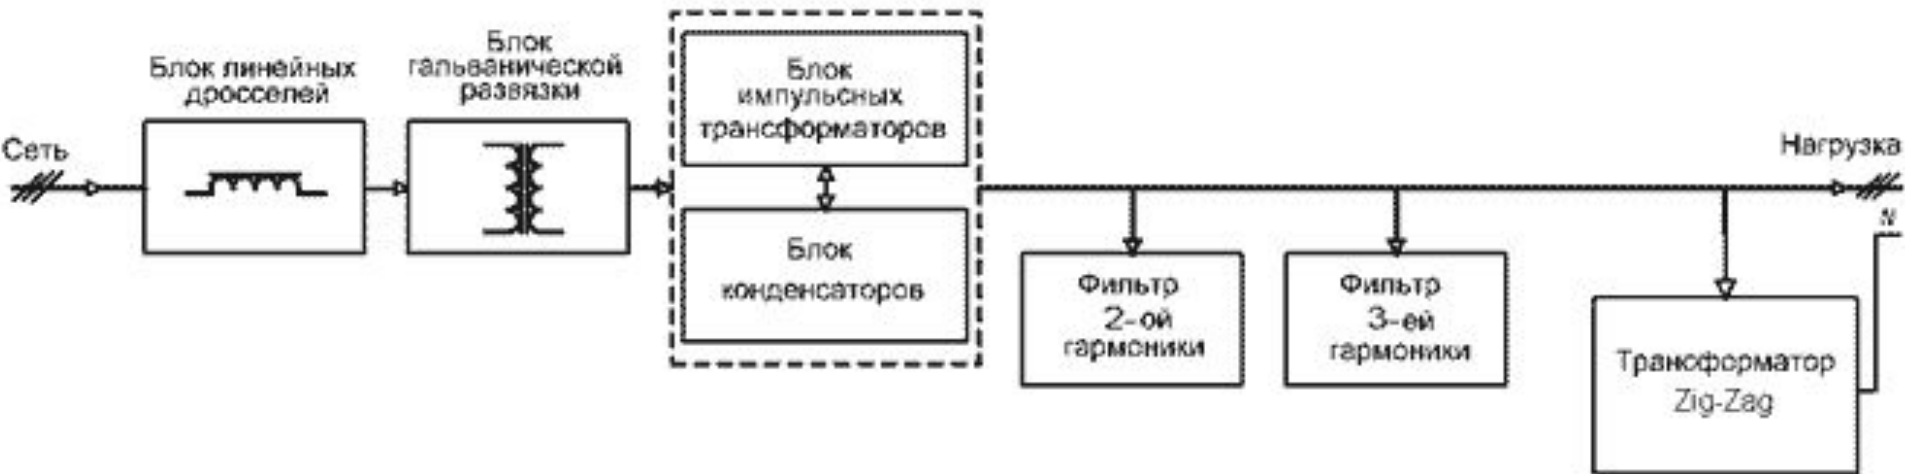 Сеть
Блок линейных
дросселей
Блок
гальванической
развязки
Блок
импульсных
трансформаторов
Блок
конденсаторов
Фильтр
2-ой
гармоники
Фильтр
3-ей
гармоники
Трансформатор
Zig-Zag
Нагрузка
N